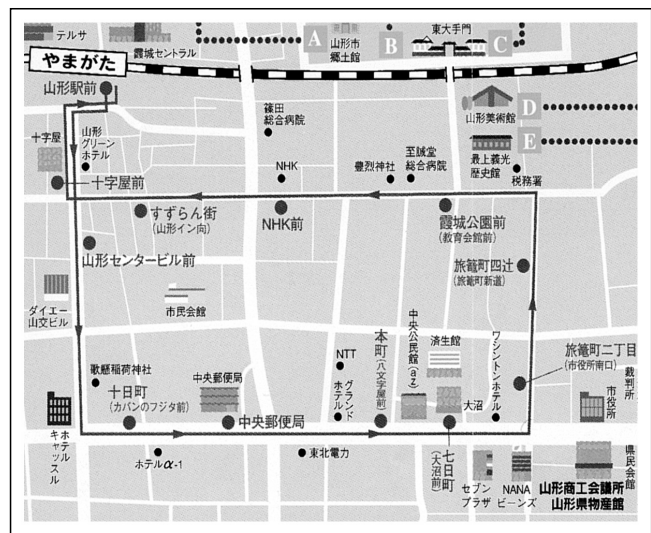 テルサ
霞城セントラル
A
山形市
郷土館
B
東大手門
C
やまがた
山形駅前
篠田
総合病院
山形美術館
D
十字屋
山形
グリーン
ホテル
NHK
豊烈神社
至誠堂
総合病院
最上義光
歴史館
E
税務署
十字屋前
すずらん街
(山形イン向)
NHK前
霞城公園前
(教育会館前)
山形センタービル前
旅篭町四辻
(旅篭町新道)
ダイエー
山交ビル
市民会館
歌懸稲荷神社
十日町
(カバンのフジタ前)
中央郵便局
中央郵便局
NTT
グランド
ホテル
本町
(八文字屋前)
中央公民館
(az)
済生館
大沼
ワシントンホテル
旅篭町二丁目
(市役所南口)
市役所
裁判所
ホテル
キャッスル
ホテルα-1
東北電力
七日町
(大沼前)
セブン
プラザ
NANA
ビーンズ
県民会館
山形商工会議所
山形県物産館